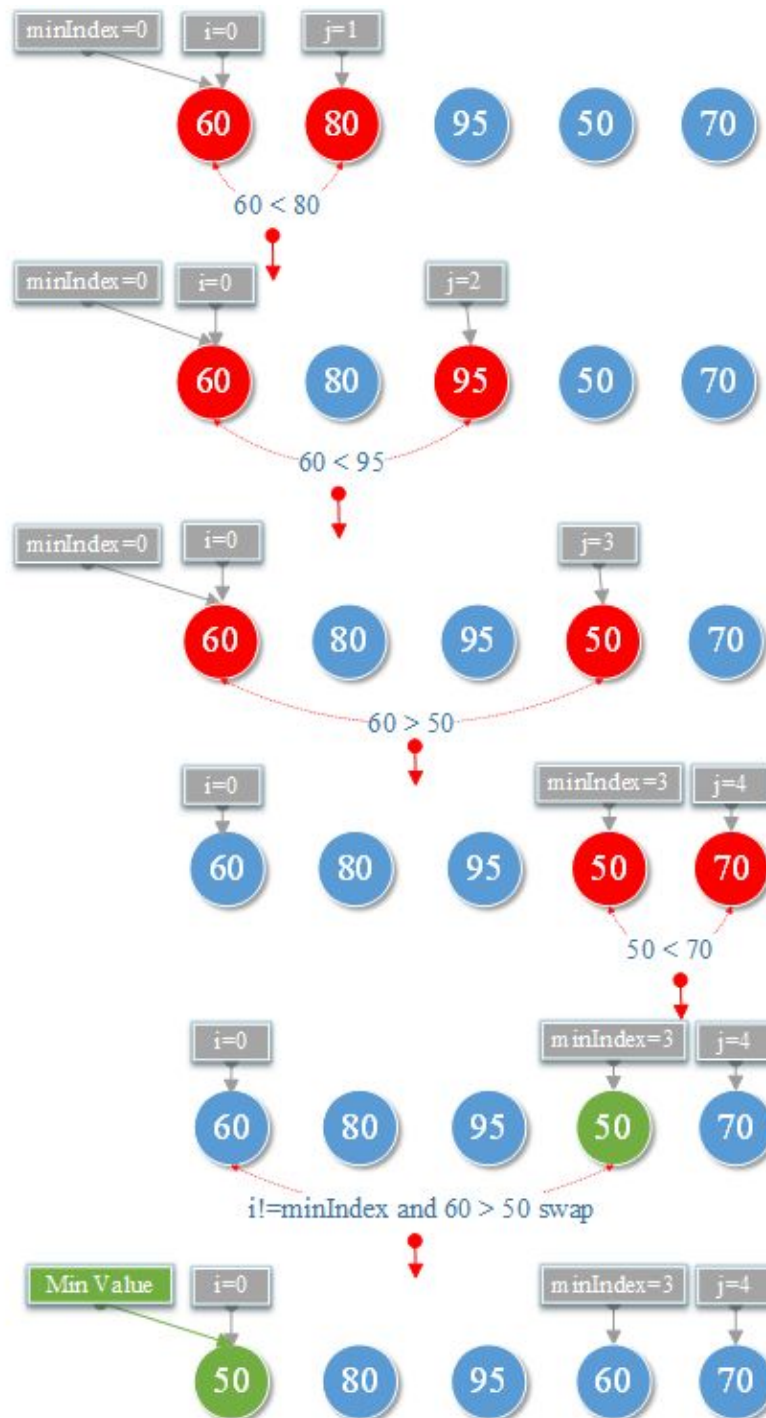 minIndex=0 i=0 j=1
60 80 95 50 70
60 < 80
minIndex=0 i=0 j=2
60 80 95 50 70
60 < 95
minIndex=0 i=0 j=3
60 80 95 50 70
60 > 50
i=0 minIndex=3 j=4
60 80 95 50 70
50 < 70
i=0 minIndex=3 j=4
60 80 95 50 70
i!=minIndex and 60 > 50 swap
Min Value i=0 minIndex=3 j=4
50 80 95 60 70